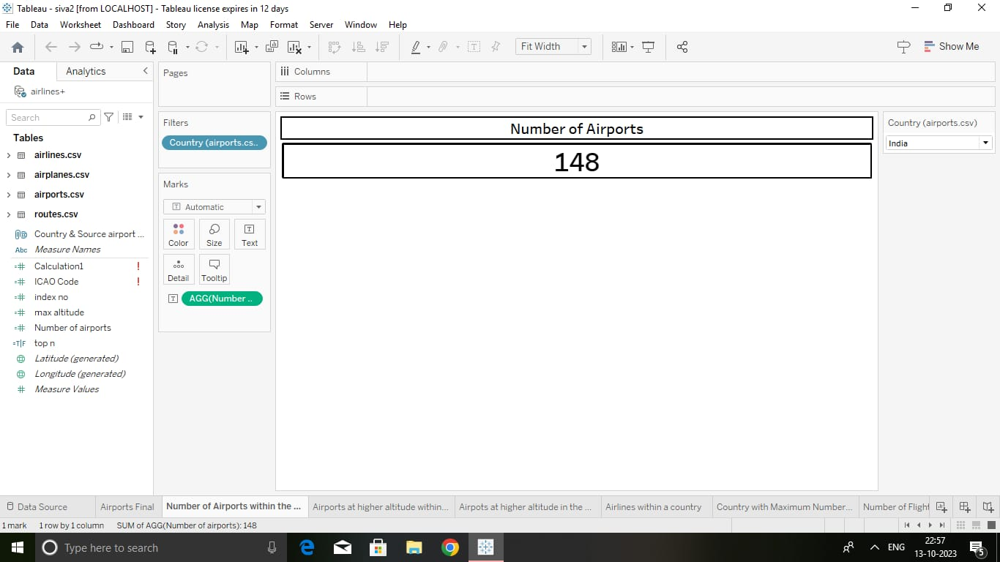 Tableau - siva2 [from LOCALHOST] - Tableau license expires in 12 days
File Data Worksheet Dashboard Story Analysis Map Format Server Window Help
Fit Width
Show Me
Data Analytics
airlines+
Search
Tables
airlines.csv
airplanes.csv
airports.csv
routes.csv
Country & Source airport ...
Abc Measure Names
Calculation1 !
ICAO Code !
index no
max altitude
Number of airports
=T|F top n
Latitude (generated)
Longitude (generated)
Measure Values
Pages
Filters
Country (airports.cs..
Marks
Automatic
Color Size Text
Detail Tooltip
AGG(Number ..
Columns
Rows
Number of Airports
148
Country (airports.csv)
India
Data Source Airports Final Number of Airports within the ... Airports at higher altitude within... Airpots at higher altitude in the ... Airlines within a country Country with Maximum Number... Number of Flight
1 mark 1 row by 1 column SUM of AGG(Number of airports): 148
Type here to search
ENG
22:57
13-10-2023
5